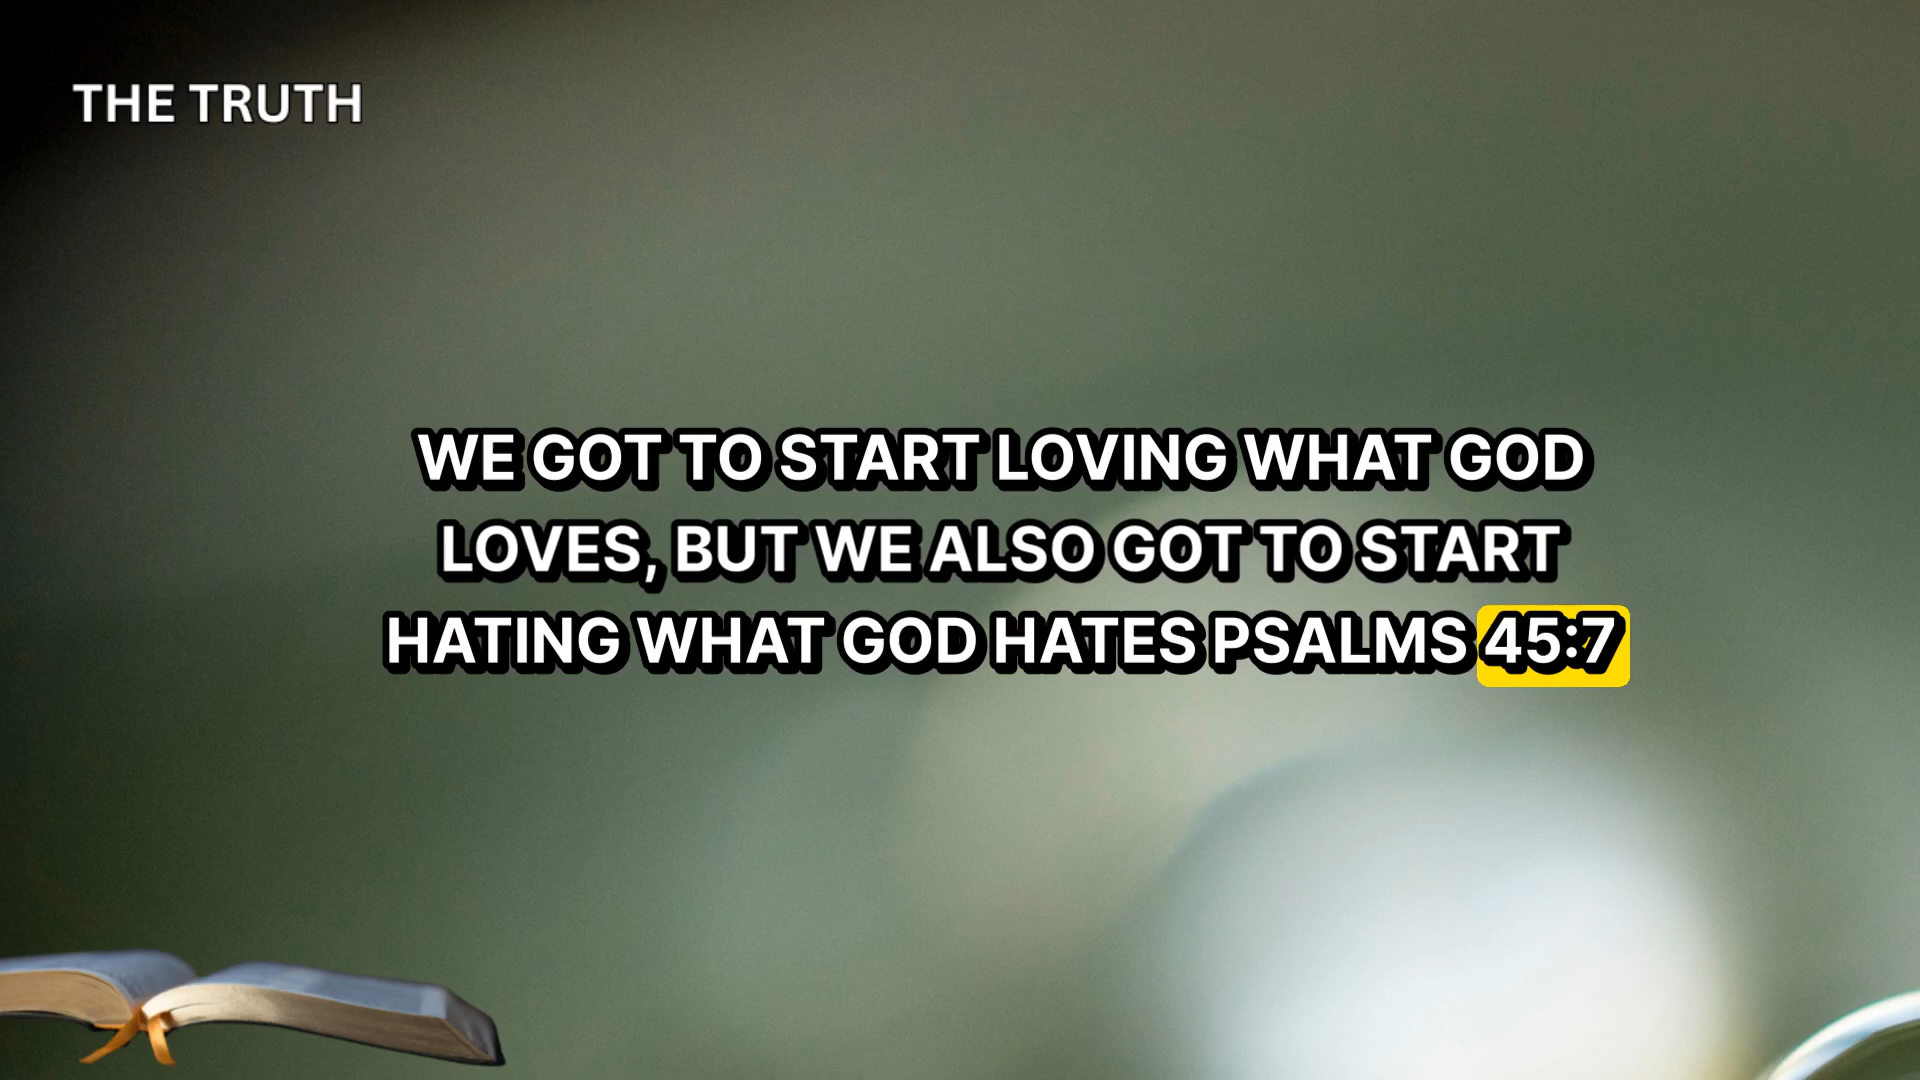 THE TRUTH
WE GOT TO START LOVING WHAT GOD
LOVES, BUT WE ALSO GOT TO START
HATING WHAT GOD HATES PSALMS 45:7